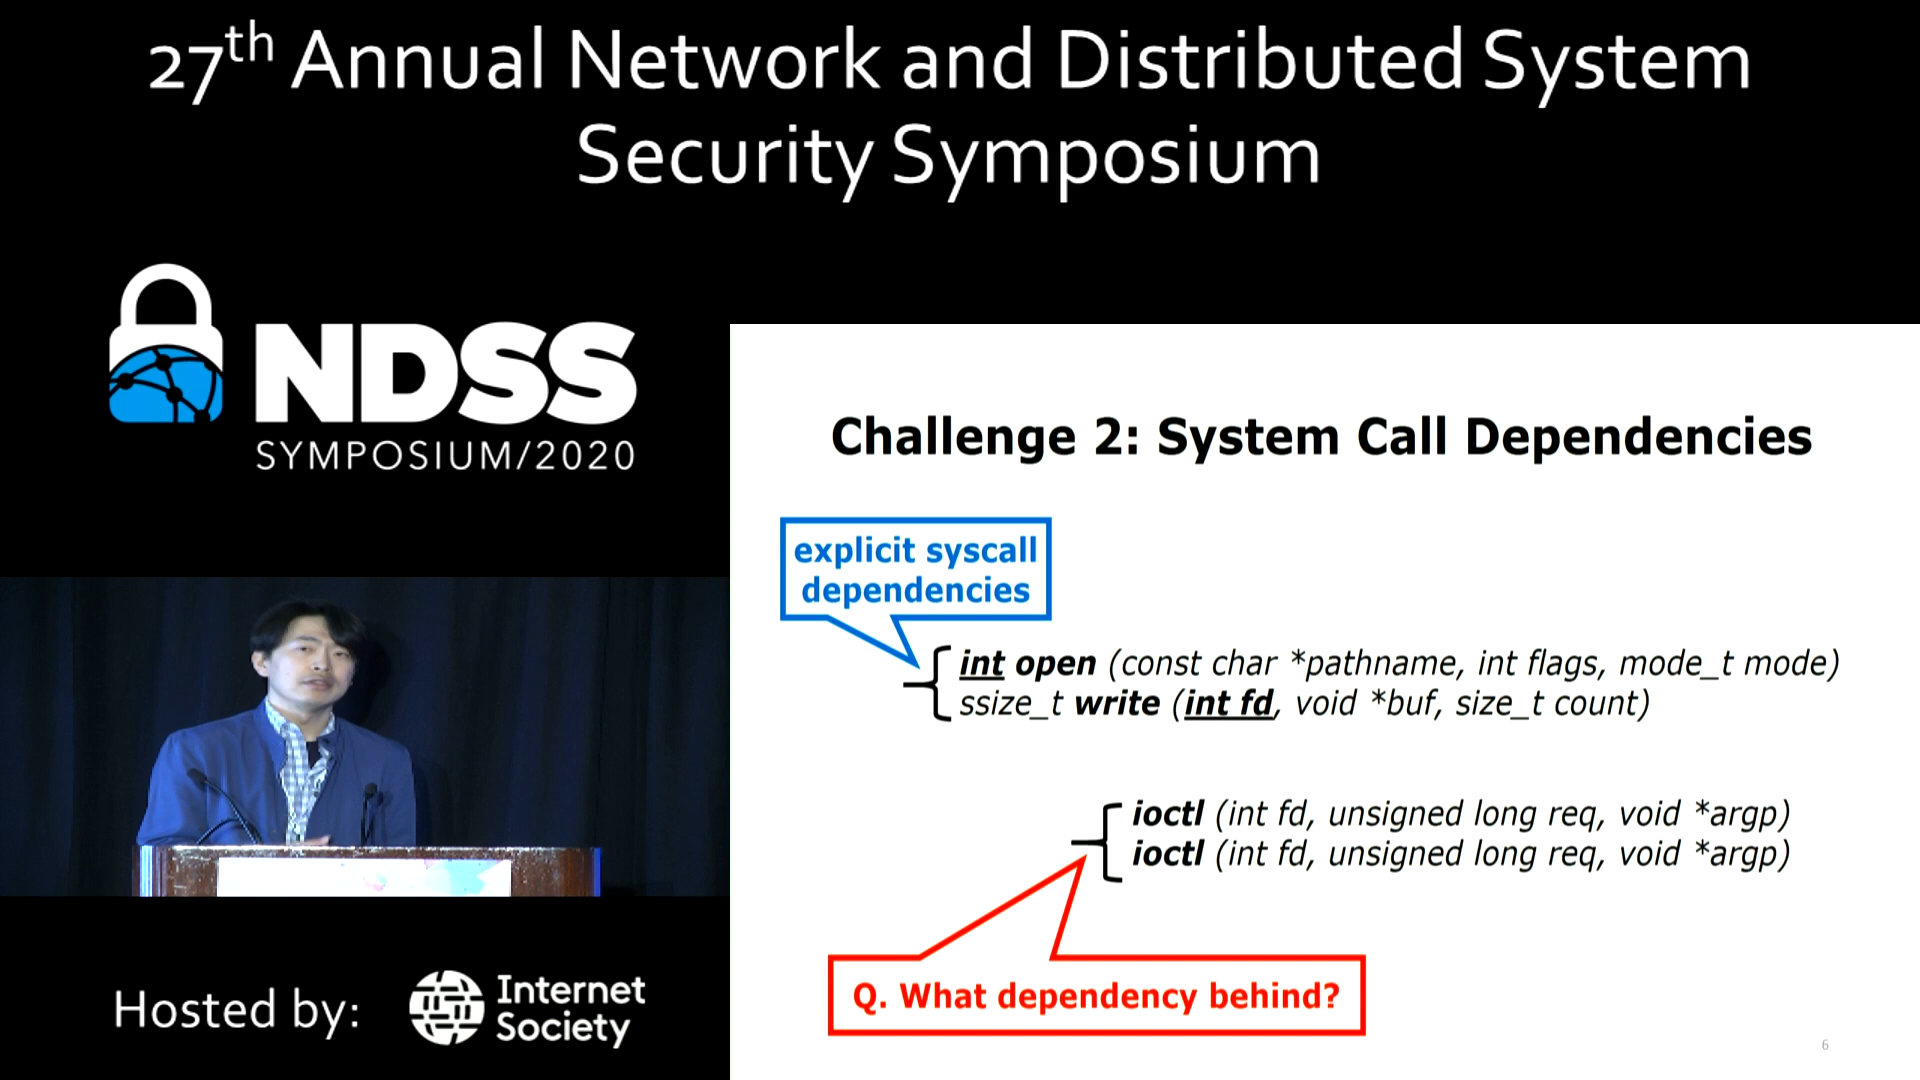 27th Annual Network and Distributed System
Security Symposium
NDSS
SYMPOSIUM/2020
Challenge 2: System Call Dependencies
explicit syscall
dependencies
int open (const char *pathname, int flags, mode_t mode)
ssize_t write (int fd, void *buf, size_t count)
ioctl (int fd, unsigned long req, void *argp)
ioctl (int fd, unsigned long req, void *argp)
Q. What dependency behind?
6
Hosted by:
Internet
Society